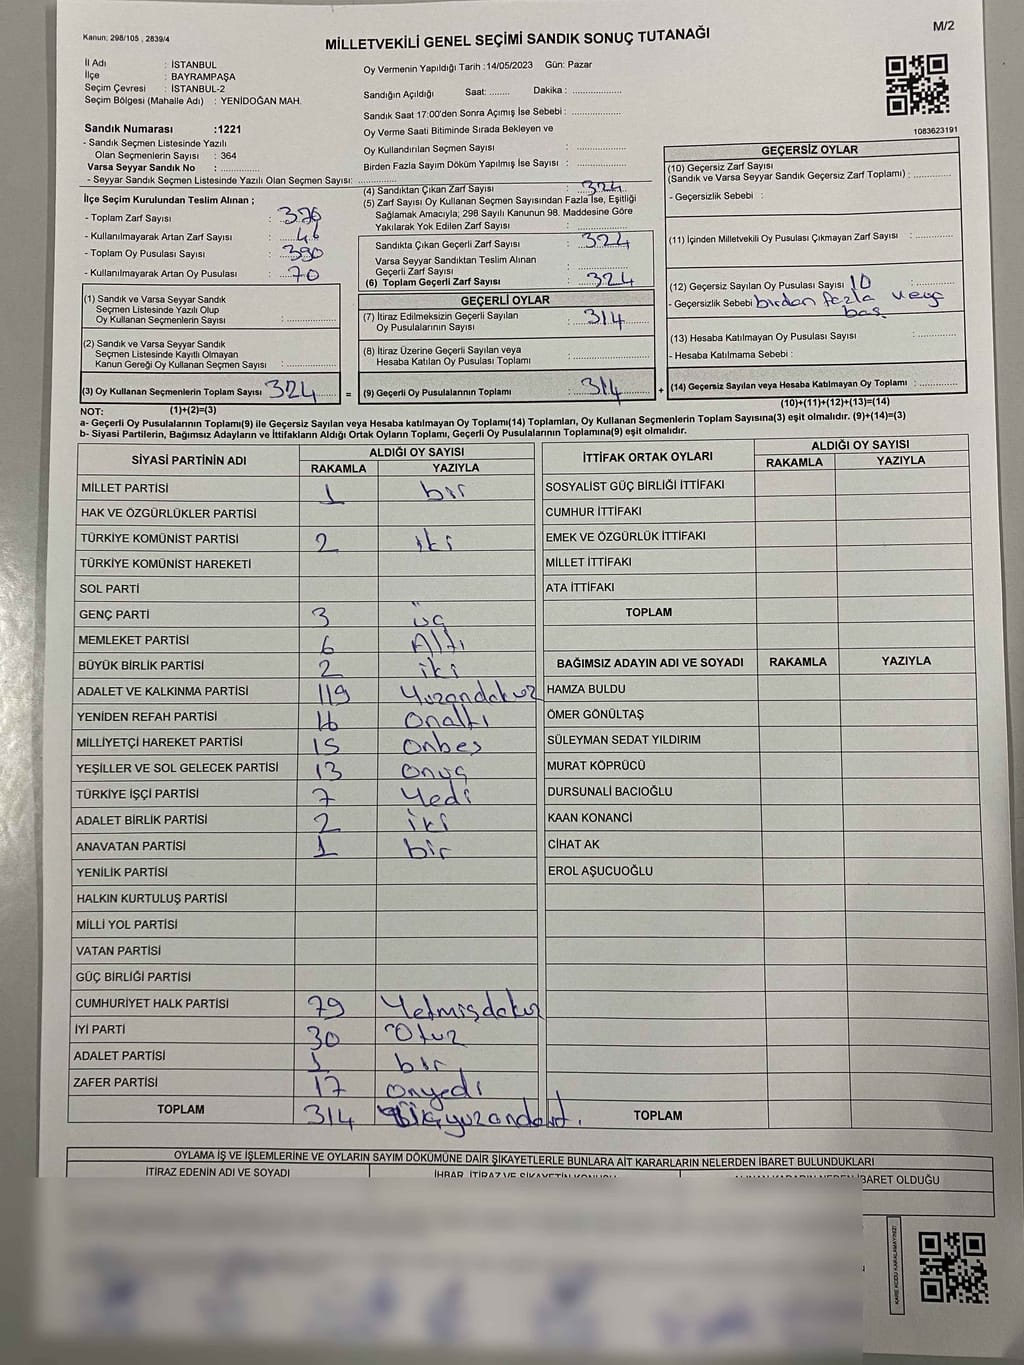 Kanun: 298/105 , 2839/4
M/2
MİLLETVEKİLİ GENEL SEÇİMİ SANDIK SONUÇ TUTANAĞI
İl Adı : İSTANBUL
İlçe : BAYRAMPAŞA
Seçim Çevresi : İSTANBUL-2
Seçim Bölgesi (Mahalle Adı) : YENİDOĞAN MAH.
Sandık Numarası :1221
- Sandık Seçmen Listesinde Yazılı
Olan Seçmenlerin Sayısı : 364
Varsa Seyyar Sandık No : ..............
- Seyyar Sandık Seçmen Listesinde Yazılı Olan Seçmen Sayısı: ..............
Oy Vermenin Yapıldığı Tarih :14/05/2023 Gün: Pazar
Sandığın Açıldığı Saat: ........ Dakika : ..............
Sandık Saat 17:00'den Sonra Açımış İse Sebebi : ..............
Oy Verme Saati Bitiminde Sırada Bekleyen ve
Oy Kullandırılan Seçmen Sayısı : ..............
Birden Fazla Sayım Döküm Yapılmış İse Sayısı : ..............
1083623191
İlçe Seçim Kurulundan Teslim Alınan ;
- Toplam Zarf Sayısı : 376
- Kullanılmayarak Artan Zarf Sayısı : 46
- Toplam Oy Pusulası Sayısı : 390
- Kullanılmayarak Artan Oy Pusulası : 70
(1) Sandık ve Varsa Seyyar Sandık
Seçmen Listesinde Yazılı Olup
Oy Kullanan Seçmenlerin Sayısı : ..............
(2) Sandık ve Varsa Seyyar Sandık
Seçmen Listesinde Kayıtlı Olmayan
Kanun Gereği Oy Kullanan Seçmen Sayısı : ..............
(3) Oy Kullanan Seçmenlerin Toplam Sayısı 324
(4) Sandıktan Çıkan Zarf Sayısı : 324
(5) Zarf Sayısı Oy Kullanan Seçmen Sayısından Fazla İse, Eşitliği
Sağlamak Amacıyla; 298 Sayılı Kanunun 98. Maddesine Göre
Yakılarak Yok Edilen Zarf Sayısı : ..............
Sandıkta Çıkan Geçerli Zarf Sayısı : 324
Varsa Seyyar Sandıktan Teslim Alınan
Geçerli Zarf Sayısı : ..............
(6) Toplam Geçerli Zarf Sayısı : 324
GEÇERLİ OYLAR
(7) İtiraz Edilmeksizin Geçerli Sayılan
Oy Pusulalarının Sayısı : 314
(8) İtiraz Üzerine Geçerli Sayılan veya
Hesaba Katılan Oy Pusulası Toplamı : ..............
= (9) Geçerli Oy Pusulalarının Toplamı : 314 +
GEÇERSİZ OYLAR
(10) Geçersiz Zarf Sayısı
(Sandık ve Varsa Seyyar Sandık Geçersiz Zarf Toplamı) : ..............
- Geçersizlik Sebebi :
(11) İçinden Milletvekili Oy Pusulası Çıkmayan Zarf Sayısı : ..............
(12) Geçersiz Sayılan Oy Pusulası Sayısı 10
- Geçersizlik Sebebi birden fazla veya
boş
(13) Hesaba Katılmayan Oy Pusulası Sayısı : ..............
- Hesaba Katılmama Sebebi :
(14) Geçersiz Sayılan veya Hesaba Katılmayan Oy Toplamı : ..............
NOT: (1)+(2)=(3)
(10)+(11)+(12)+(13)=(14)
a- Geçerli Oy Pusulalarının Toplamı(9) ile Geçersiz Sayılan veya Hesaba katılmayan Oy Toplamı(14) Toplamları, Oy Kullanan Seçmenlerin Toplam Sayısına(3) eşit olmalıdır. (9)+(14)=(3)
b- Siyasi Partilerin, Bağımsız Adayların ve İttifakların Aldığı Ortak Oyların Toplamı, Geçerli Oy Pusulalarının Toplamına(9) eşit olmalıdır.
SİYASİ PARTİNİN ADI ALDIĞI OY SAYISI
RAKAMLA YAZIYLA
MİLLET PARTİSİ 1 bir
HAK VE ÖZGÜRLÜKLER PARTİSİ
TÜRKİYE KOMÜNİST PARTİSİ 2 iki
TÜRKİYE KOMÜNİST HAREKETİ
SOL PARTİ
GENÇ PARTİ 3 üç
MEMLEKET PARTİSİ 6 Altı
BÜYÜK BİRLİK PARTİSİ 2 iki
ADALET VE KALKINMA PARTİSİ 119 Yuzondokuz
YENİDEN REFAH PARTİSİ 16 onaltı
MİLLİYETÇİ HAREKET PARTİSİ 15 onbeş
YEŞİLLER VE SOL GELECEK PARTİSİ 13 onüç
TÜRKİYE İŞÇİ PARTİSİ 7 Yedi
ADALET BİRLİK PARTİSİ 2 iki
ANAVATAN PARTİSİ 1 bir
YENİLİK PARTİSİ
HALKIN KURTULUŞ PARTİSİ
MİLLİ YOL PARTİSİ
VATAN PARTİSİ
GÜÇ BİRLİĞİ PARTİSİ
CUMHURİYET HALK PARTİSİ 79 Yetmişdokuz
İYİ PARTİ 30 Otuz
ADALET PARTİSİ 1 bir
ZAFER PARTİSİ 17 onyedi
TOPLAM 314 üçyüzondört.
İTTİFAK ORTAK OYLARI ALDIĞI OY SAYISI
RAKAMLA YAZIYLA
SOSYALİST GÜÇ BİRLİĞİ İTTİFAKI
CUMHUR İTTİFAKI
EMEK VE ÖZGÜRLÜK İTTİFAKI
MİLLET İTTİFAKI
ATA İTTİFAKI
TOPLAM
BAĞIMSIZ ADAYIN ADI VE SOYADI RAKAMLA YAZIYLA
HAMZA BULDU
ÖMER GÖNÜLTAŞ
SÜLEYMAN SEDAT YILDIRIM
MURAT KÖPRÜCÜ
DURSUNALİ BACIOĞLU
KAAN KONANCİ
CİHAT AK
EROL AŞUCUOĞLU
TOPLAM
OYLAMA İŞ VE İŞLEMLERİNE VE OYLARIN SAYIM DÖKÜMÜNE DAİR ŞİKAYETLERLE BUNLARA AİT KARARLARIN NELERDEN İBARET BULUNDUKLARI
İTİRAZ EDENİN ADI VE SOYADI İHBAR, İTİRAZ VE ŞİKAYETİN KONUSU ALINAN KARARIN NEDEN İBARET OLDUĞU
KARE KODU KARALAMAYINIZ!